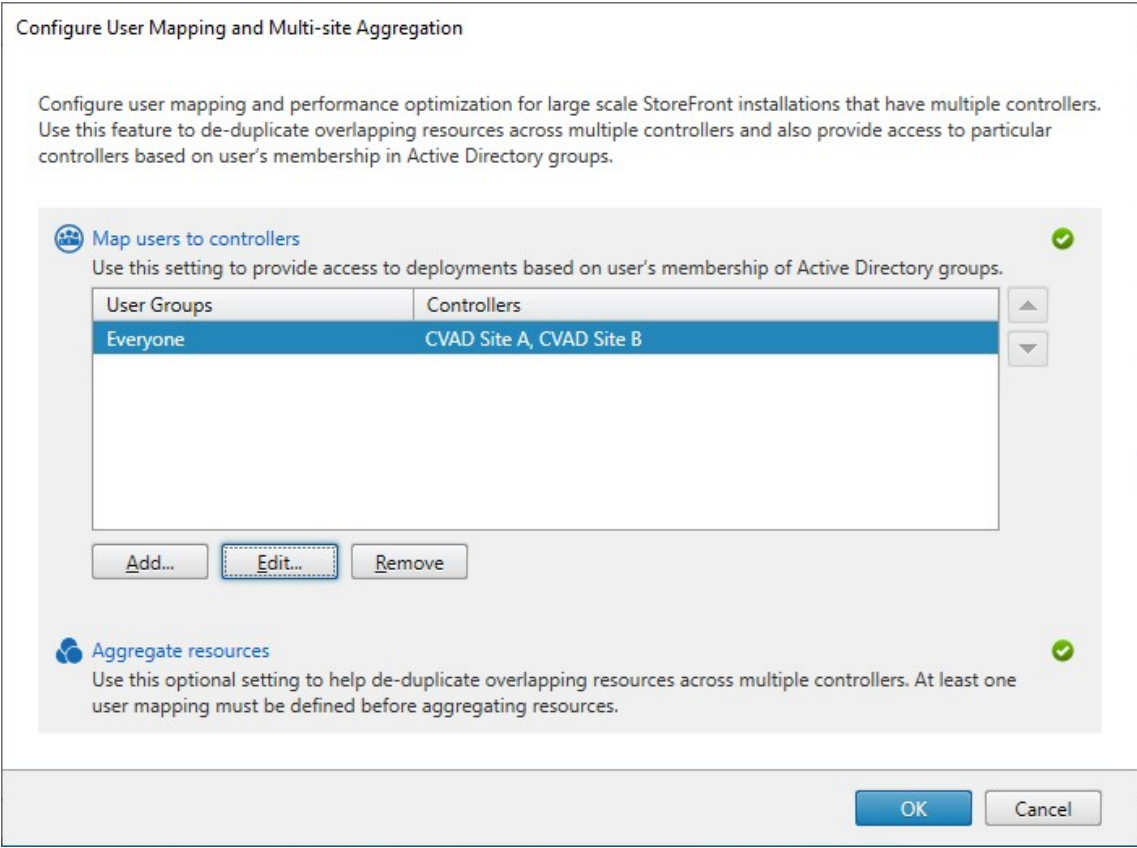 Configure User Mapping and Multi-site Aggregation
Configure user mapping and performance optimization for large scale StoreFront installations that have multiple controllers.
Use this feature to de-duplicate overlapping resources across multiple controllers and also provide access to particular
controllers based on user's membership in Active Directory groups.
Map users to controllers
Use this setting to provide access to deployments based on user's membership of Active Directory groups.
User Groups Controllers
Everyone CVAD Site A, CVAD Site B
Add... Edit... Remove
Aggregate resources
Use this optional setting to help de-duplicate overlapping resources across multiple controllers. At least one
user mapping must be defined before aggregating resources.
OK Cancel